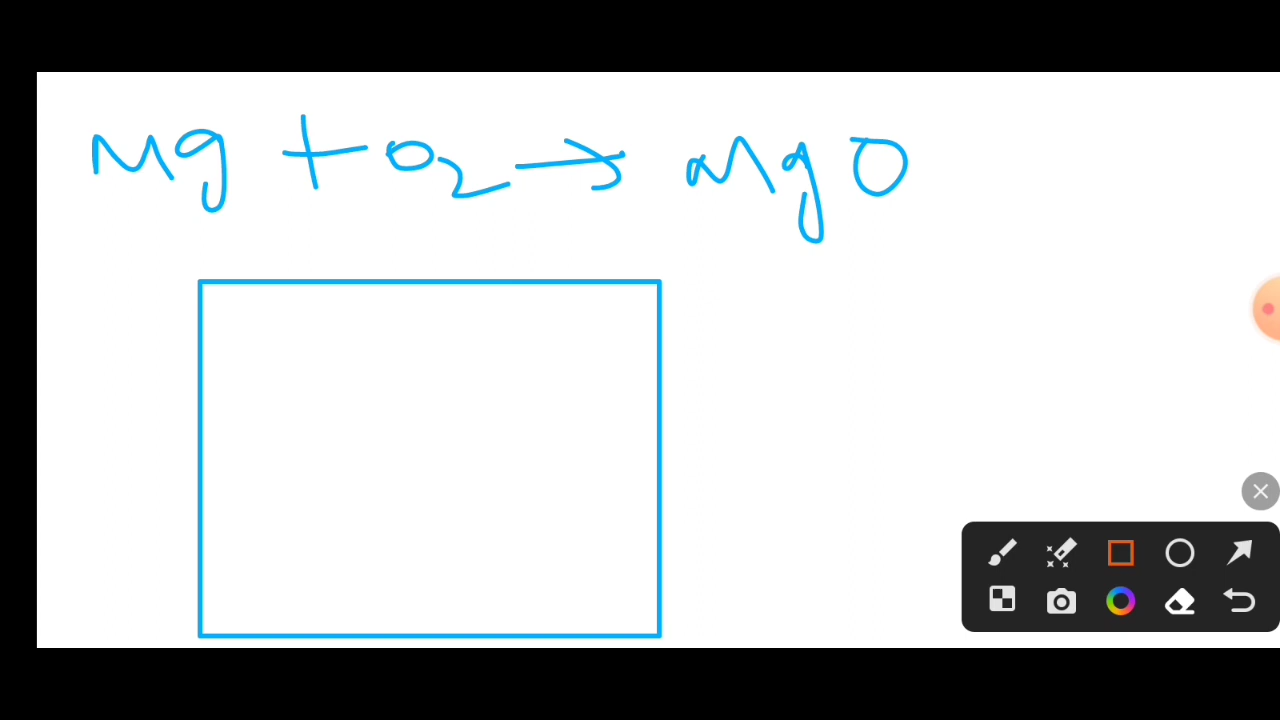 Mg + O2 → MgO